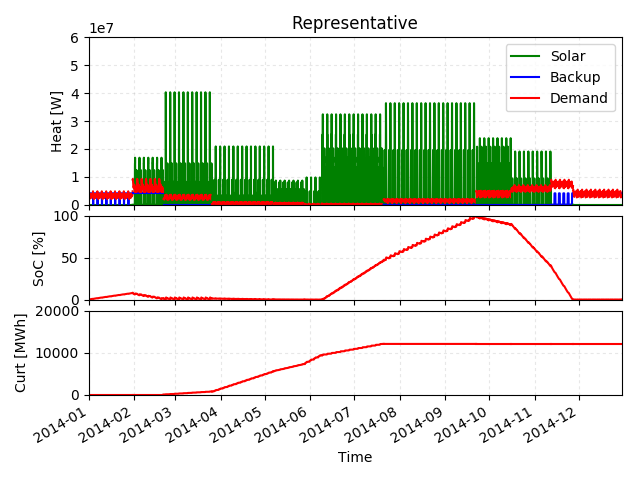 Representative
1e7
6
5
4
3
2
1
0
Heat [W]
Solar
Backup
Demand
100
50
0
SoC [%]
20000
10000
0
Curt [MWh]
2014-01
2014-02
2014-03
2014-04
2014-05
2014-06
2014-07
2014-08
2014-09
2014-10
2014-11
2014-12
Time